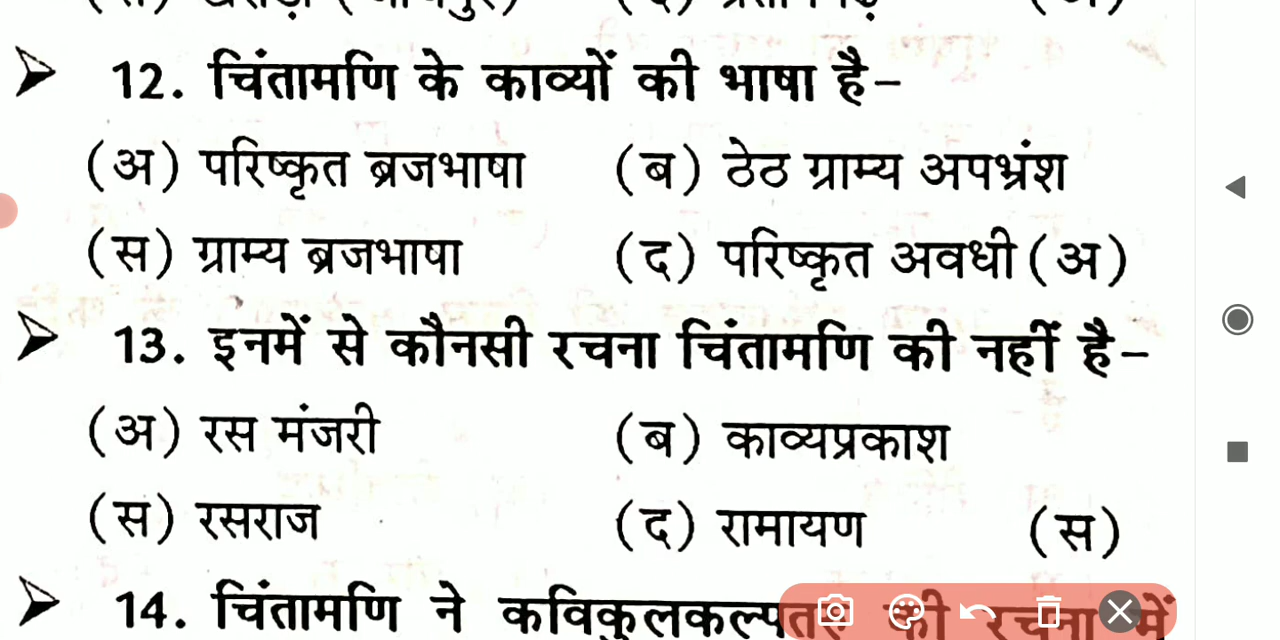 12. चिंतामणि के काव्यों की भाषा है-
(अ) परिष्कृत ब्रजभाषा (ब) ठेठ ग्राम्य अपभ्रंश
(स) ग्राम्य ब्रजभाषा (द) परिष्कृत अवधी (अ)
13. इनमें से कौनसी रचना चिंतामणि की नहीं है-
(अ) रस मंजरी (ब) काव्यप्रकाश
(स) रसराज (द) रामायण (स)
14. चिंतामणि ने कविकुलकल्पतरु की रचना में